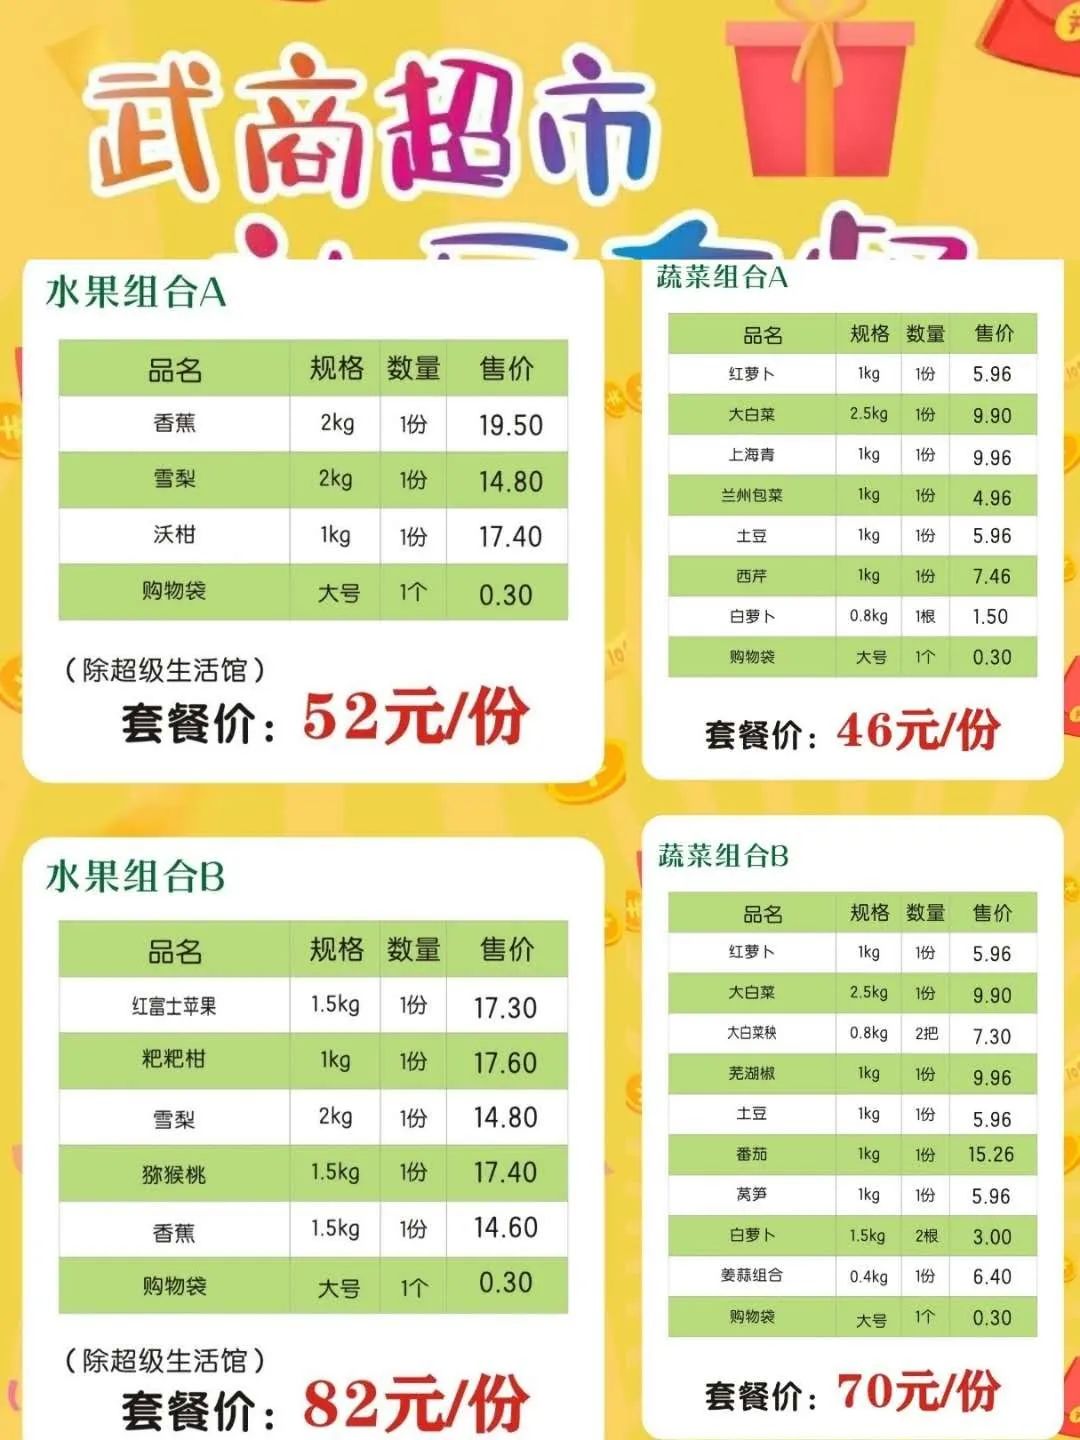 武商超市
水果组合A
品名 规格 数量 售价
香蕉 2kg 1份 19.50
雪梨 2kg 1份 14.80
沃柑 1kg 1份 17.40
购物袋 大号 1个 0.30
（除超级生活馆）
套餐价：52元/份
蔬菜组合A
品名 规格 数量 售价
红萝卜 1kg 1份 5.96
大白菜 2.5kg 1份 9.90
上海青 1kg 1份 9.96
兰州包菜 1kg 1份 4.96
土豆 1kg 1份 5.96
西芹 1kg 1份 7.46
白萝卜 0.8kg 1根 1.50
购物袋 大号 1个 0.30
套餐价：46元/份
水果组合B
品名 规格 数量 售价
红富士苹果 1.5kg 1份 17.30
粑粑柑 1kg 1份 17.60
雪梨 2kg 1份 14.80
猕猴桃 1.5kg 1份 17.40
香蕉 1.5kg 1份 14.60
购物袋 大号 1个 0.30
（除超级生活馆）
套餐价：82元/份
蔬菜组合B
品名 规格 数量 售价
红萝卜 1kg 1份 5.96
大白菜 2.5kg 1份 9.90
大白菜秧 0.8kg 2把 7.30
芜湖椒 1kg 1份 9.96
土豆 1kg 1份 5.96
番茄 1kg 1份 15.26
莴笋 1kg 1份 5.96
白萝卜 1.5kg 2根 3.00
姜蒜组合 0.4kg 1份 6.40
购物袋 大号 1个 0.30
套餐价：70元/份